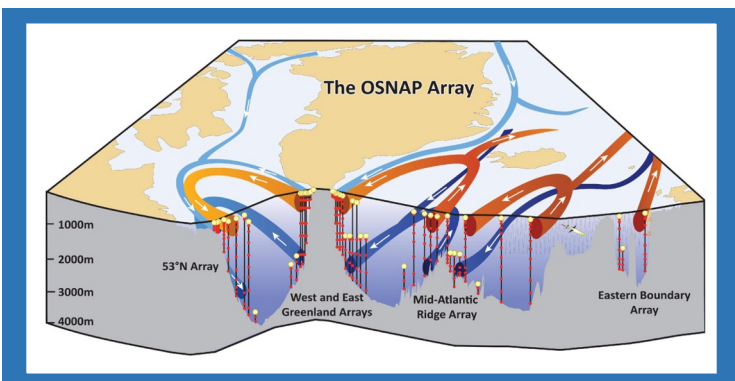 The OSNAP Array
1000m
2000m
3000m
4000m
53°N Array
West and East
Greenland Arrays
Mid-Atlantic
Ridge Array
Eastern Boundary
Array